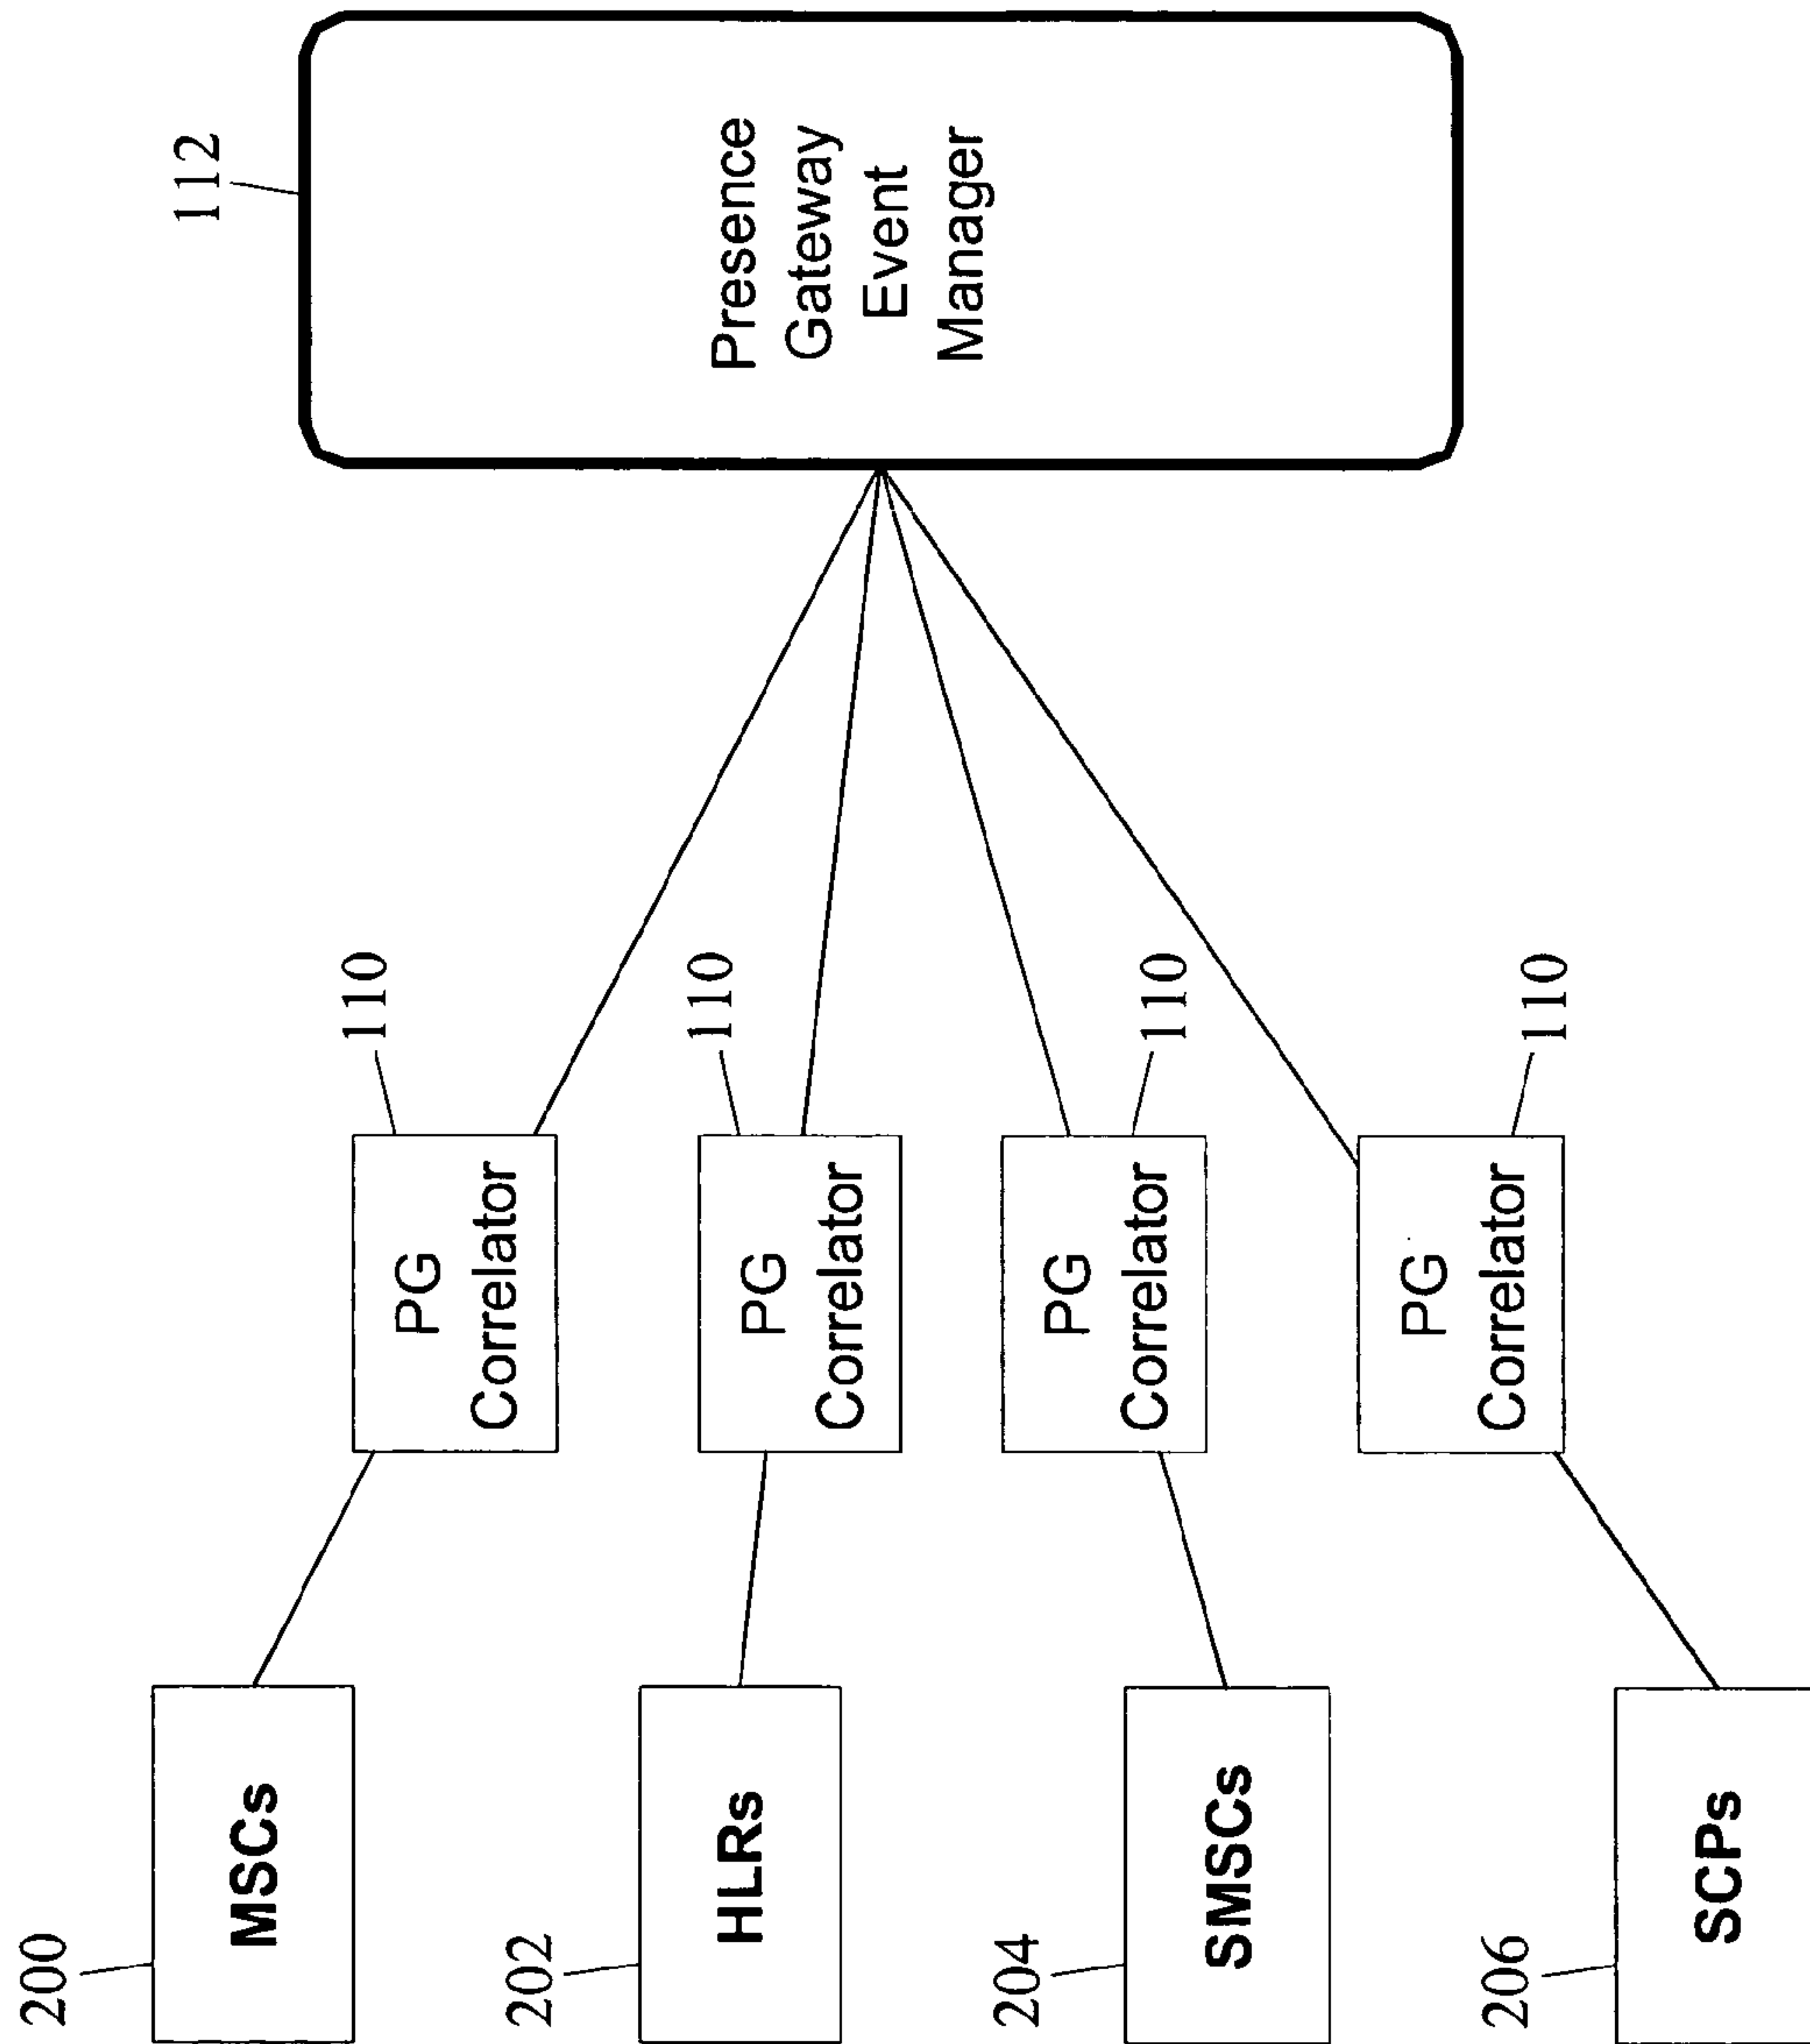 112
Presence
Gateway
Event
Manager
110
PG
Correlator
110
PG
Correlator
110
PG
Correlator
110
PG
Correlator
200
MSCs
202
HLRs
204
SMSCs
206
SCPs